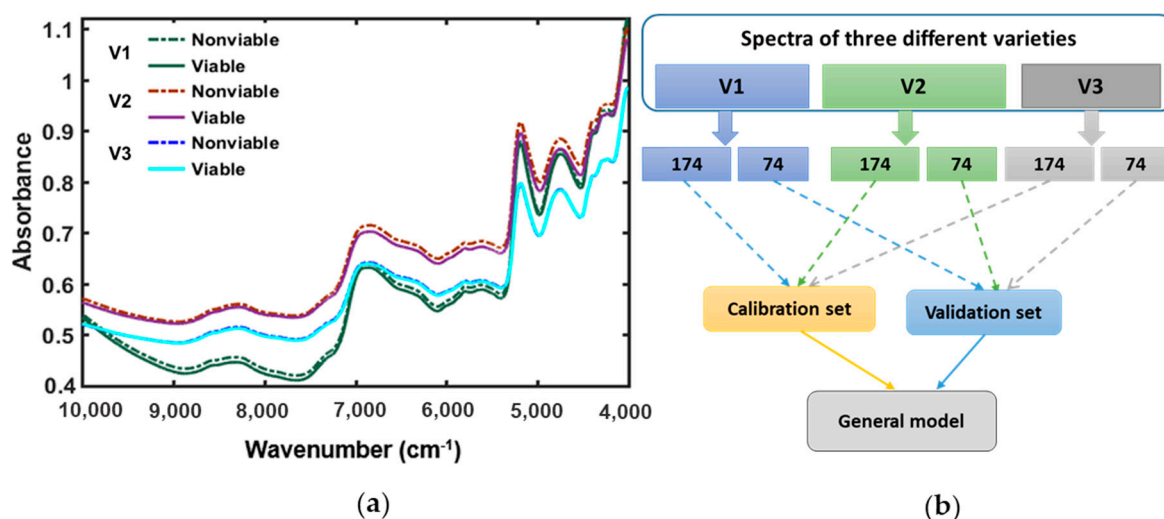 V1
Nonviable
Viable
V2
Nonviable
Viable
V3
Nonviable
Viable
Absorbance
1.1
1
0.9
0.8
0.7
0.6
0.5
0.4
10,000 9,000 8,000 7,000 6,000 5,000 4,000
Wavenumber (cm⁻¹)
(a)
Spectra of three different varieties
V1 V2 V3
174 74 174 74 174 74
Calibration set Validation set
General model
(b)